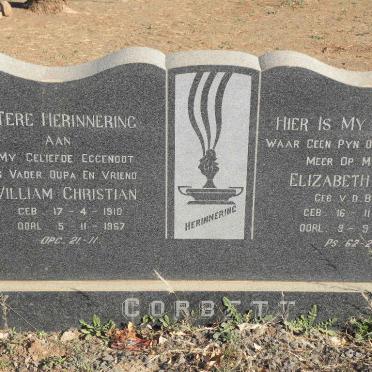 TERE HERINNERING
AAN
MY GELIEFDE EGGENOOT
VADER OUPA EN VRIEND
WILLIAM CHRISTIAN
GEB. 17-4-1910
OORL. 5-11-1967
OPG. 21-11
HERINNERING
HIER IS MY
WAAR GEEN PYN
MEER OP M
ELIZABETH
GEB V.D. B
GEB. 16-11
OORL. 9-9
PS. 62-2
CORBETT